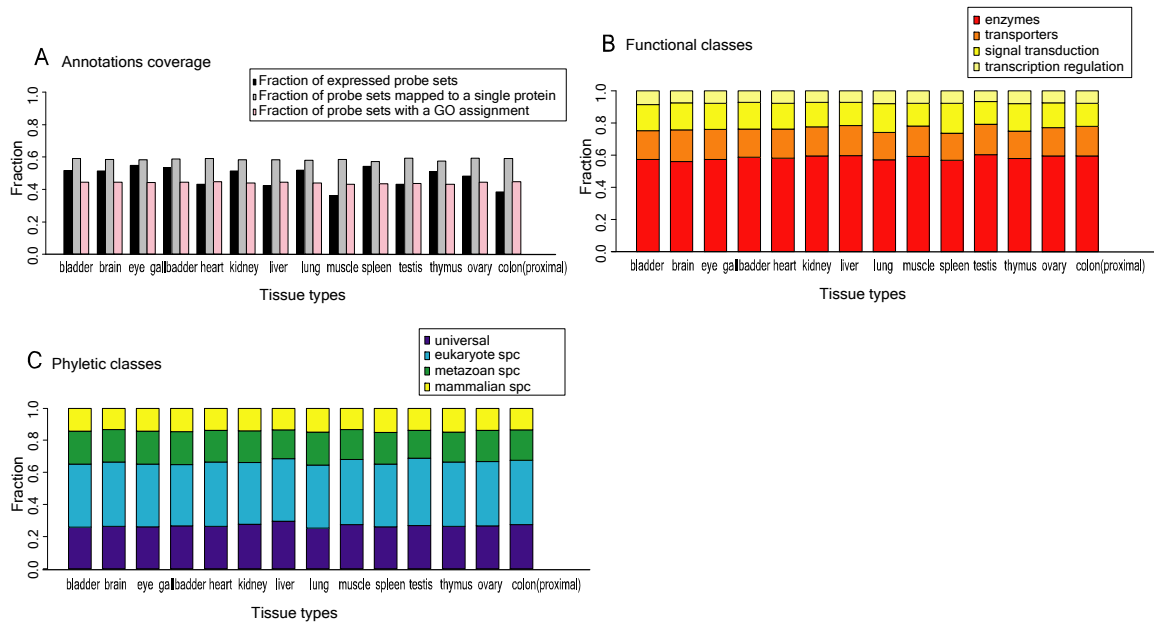 A Annotations coverage
Fraction of expressed probe sets
Fraction of probe sets mapped to a single protein
Fraction of probe sets with a GO assignment
Fraction
0.0 0.2 0.4 0.6 0.8 1.0
bladder brain eye gallbadder heart kidney liver lung muscle spleen testis thymus ovary colon(proximal)
Tissue types
B Functional classes
enzymes
transporters
signal transduction
transcription regulation
Fraction
0.0 0.2 0.4 0.6 0.8 1.0
bladder brain eye gallbadder heart kidney liver lung muscle spleen testis thymus ovary colon(proximal)
Tissue types
C Phyletic classes
universal
eukaryote spc
metazoan spc
mammalian spc
Fraction
0.0 0.2 0.4 0.6 0.8 1.0
bladder brain eye gallbadder heart kidney liver lung muscle spleen testis thymus ovary colon(proximal)
Tissue types